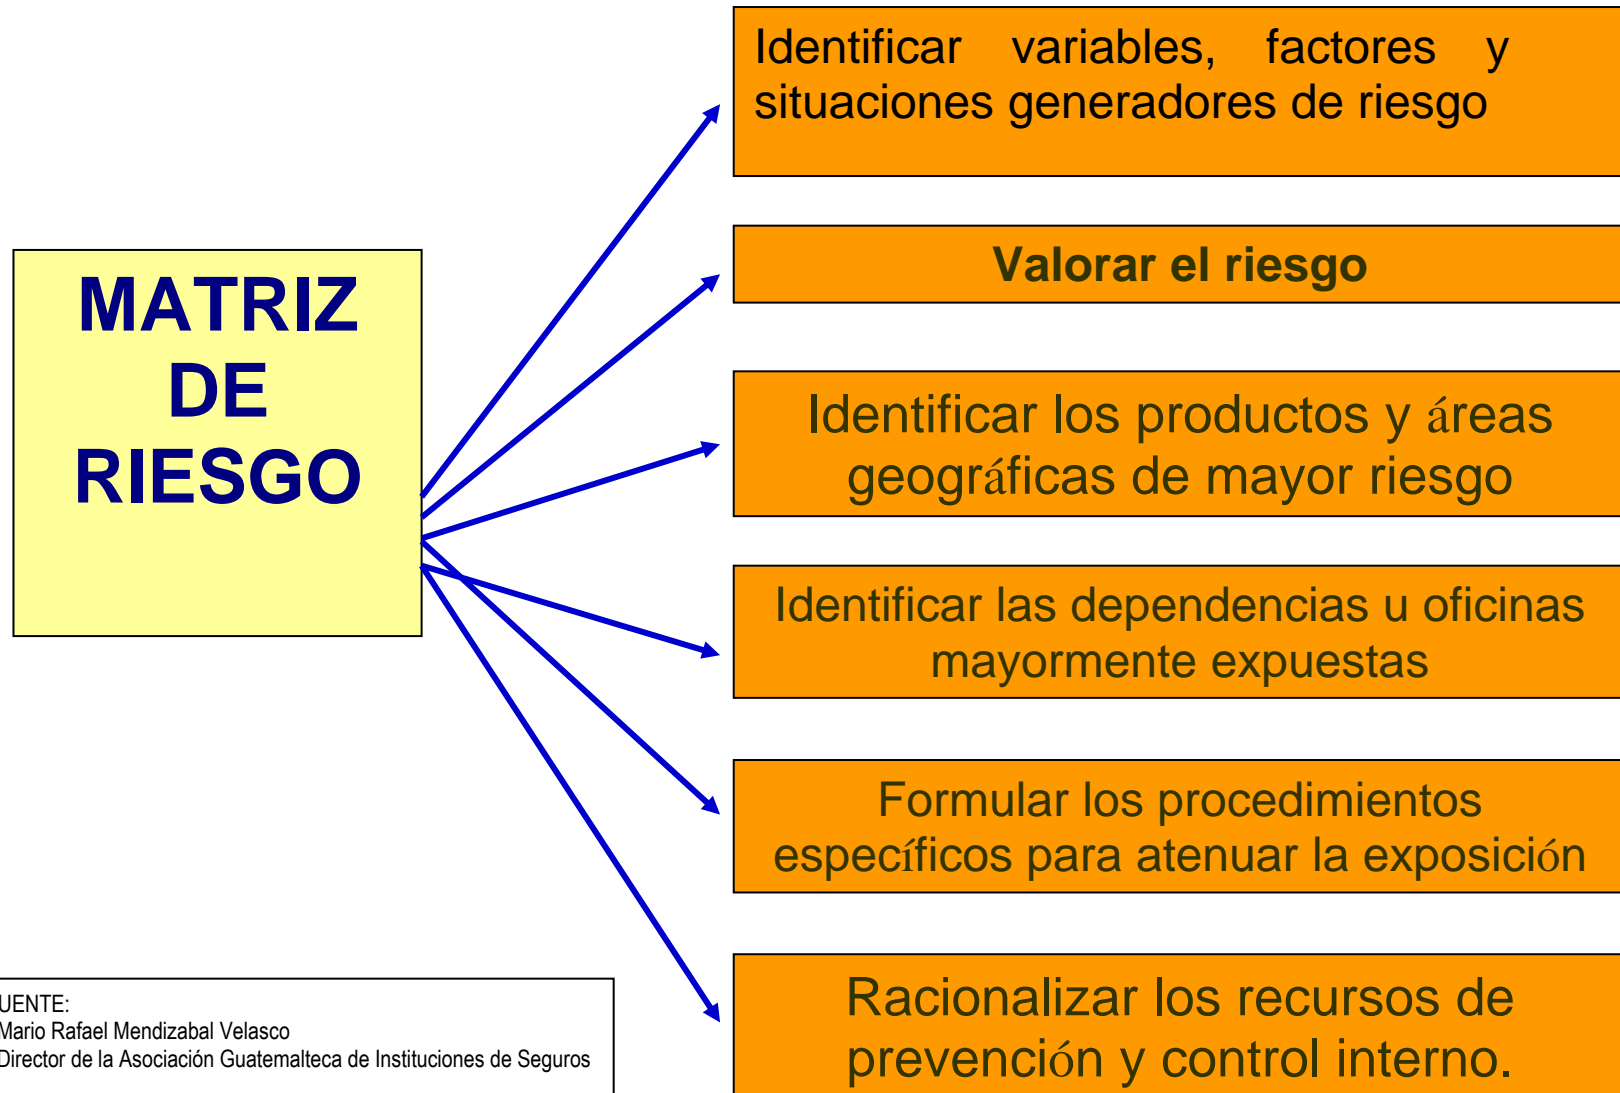 Identificar variables, factores y
situaciones generadores de riesgo
Valorar el riesgo
MATRIZ
DE
RIESGO
Identificar los productos y áreas
geográficas de mayor riesgo
Identificar las dependencias u oficinas
mayormente expuestas
Formular los procedimientos
específicos para atenuar la exposición
Racionalizar los recursos de
prevención y control interno.
UENTE:
Mario Rafael Mendizabal Velasco
Director de la Asociación Guatemalteca de Instituciones de Seguros